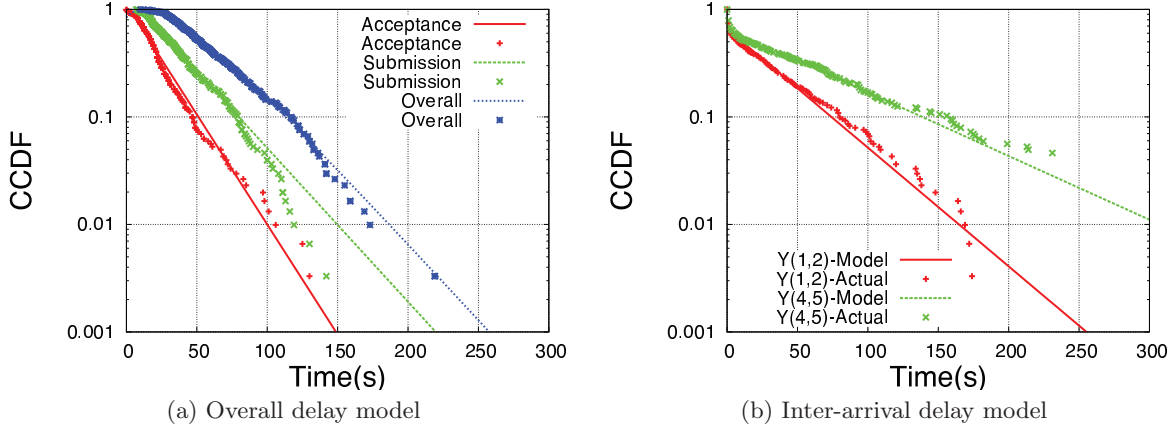 1
0.1
0.01
0.001
CCDF
0 50 100 150 200 250 300
Time(s)
Acceptance
Acceptance
Submission
Submission
Overall
Overall
(a) Overall delay model
1
0.1
0.01
0.001
CCDF
0 50 100 150 200 250 300
Time(s)
Y(1,2)-Model
Y(1,2)-Actual
Y(4,5)-Model
Y(4,5)-Actual
(b) Inter-arrival delay model